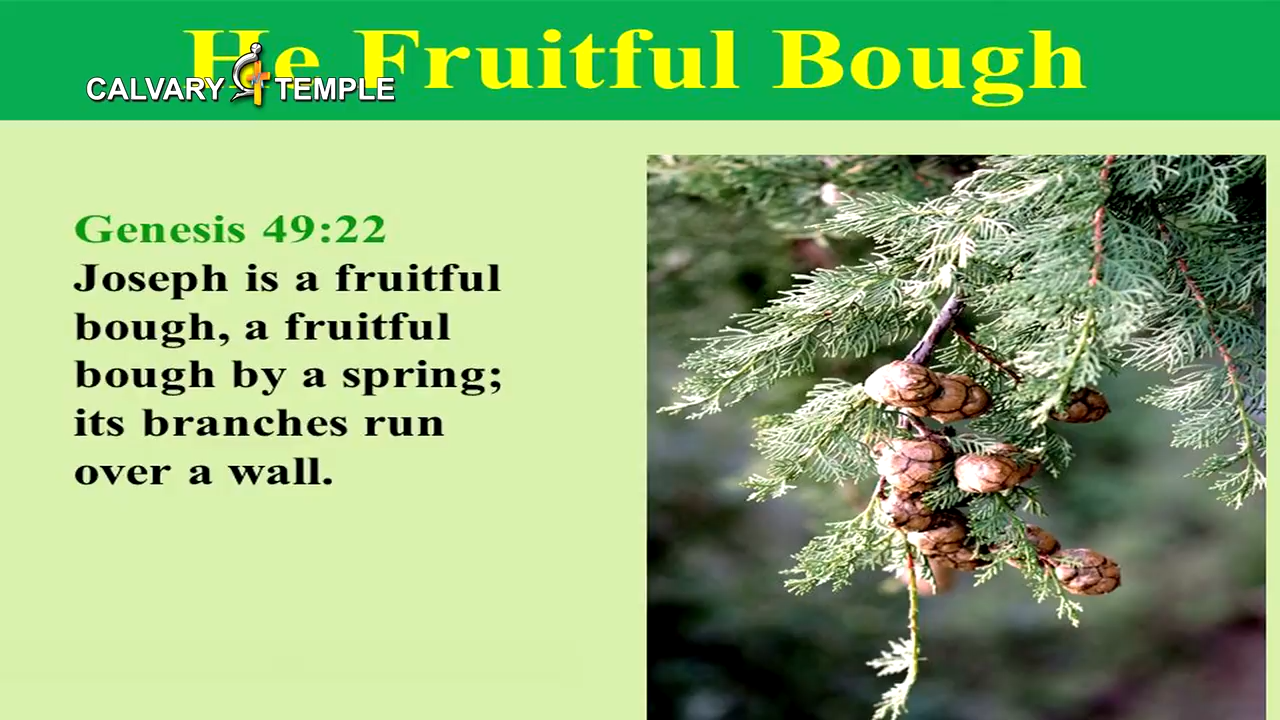 He Fruitful Bough
CALVARY TEMPLE
Genesis 49:22
Joseph is a fruitful
bough, a fruitful
bough by a spring;
its branches run
over a wall.